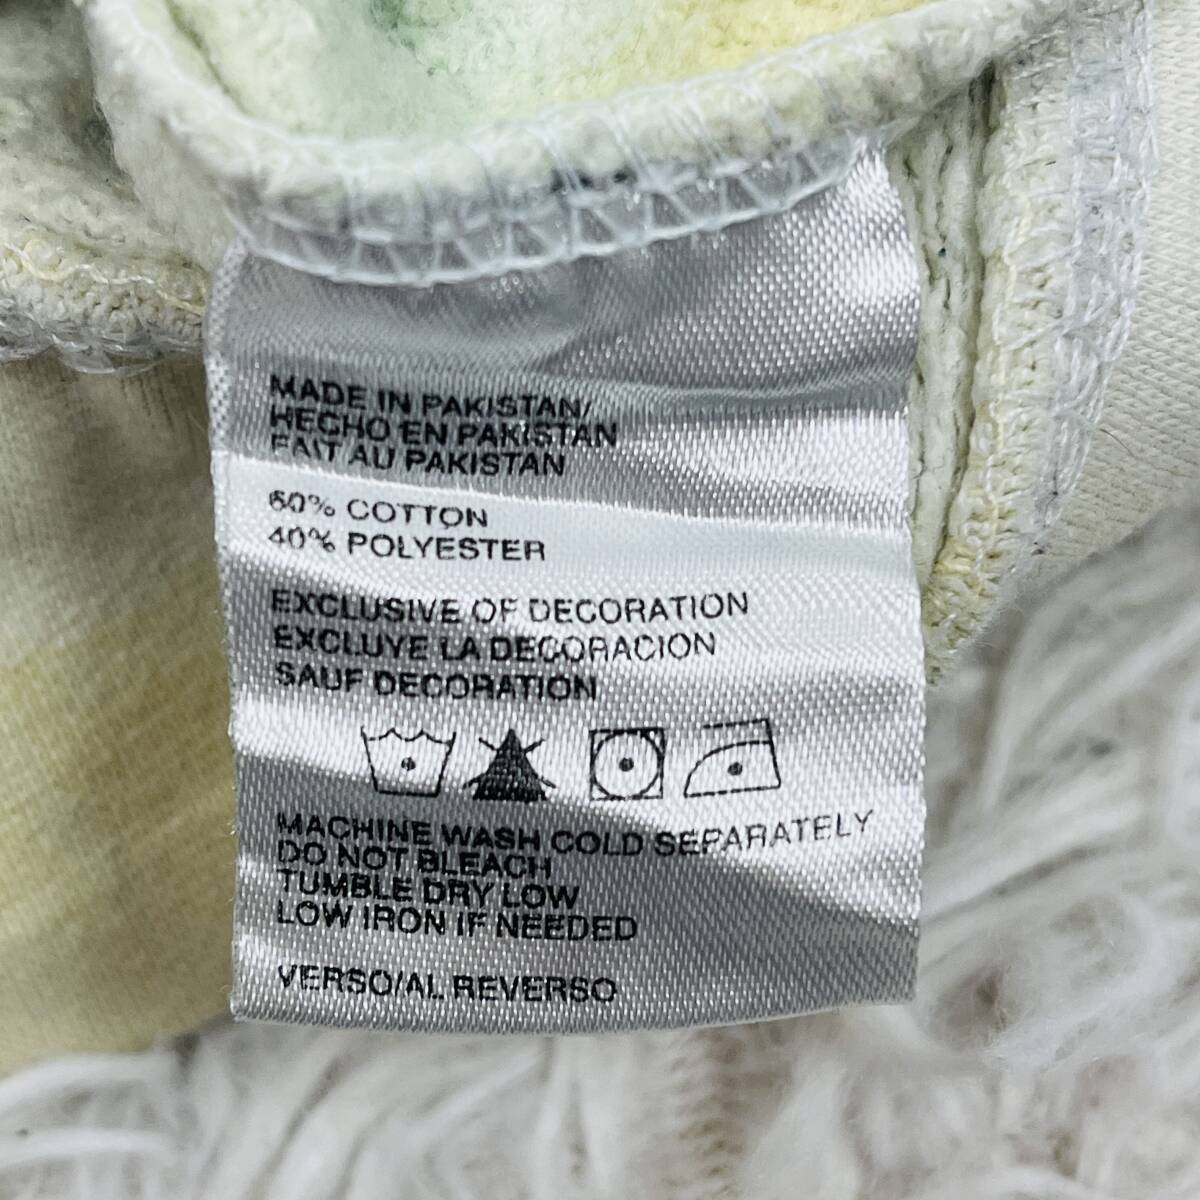 MADE IN PAKISTAN/
HECHO EN PAKISTAN
FAIT AU PAKISTAN
60% COTTON
40% POLYESTER
EXCLUSIVE OF DECORATION
EXCLUYE LA DECORACION
SAUF DECORATION
MACHINE WASH COLD SEPARATELY
DO NOT BLEACH
TUMBLE DRY LOW
LOW IRON IF NEEDED
VERSO/AL REVERSO